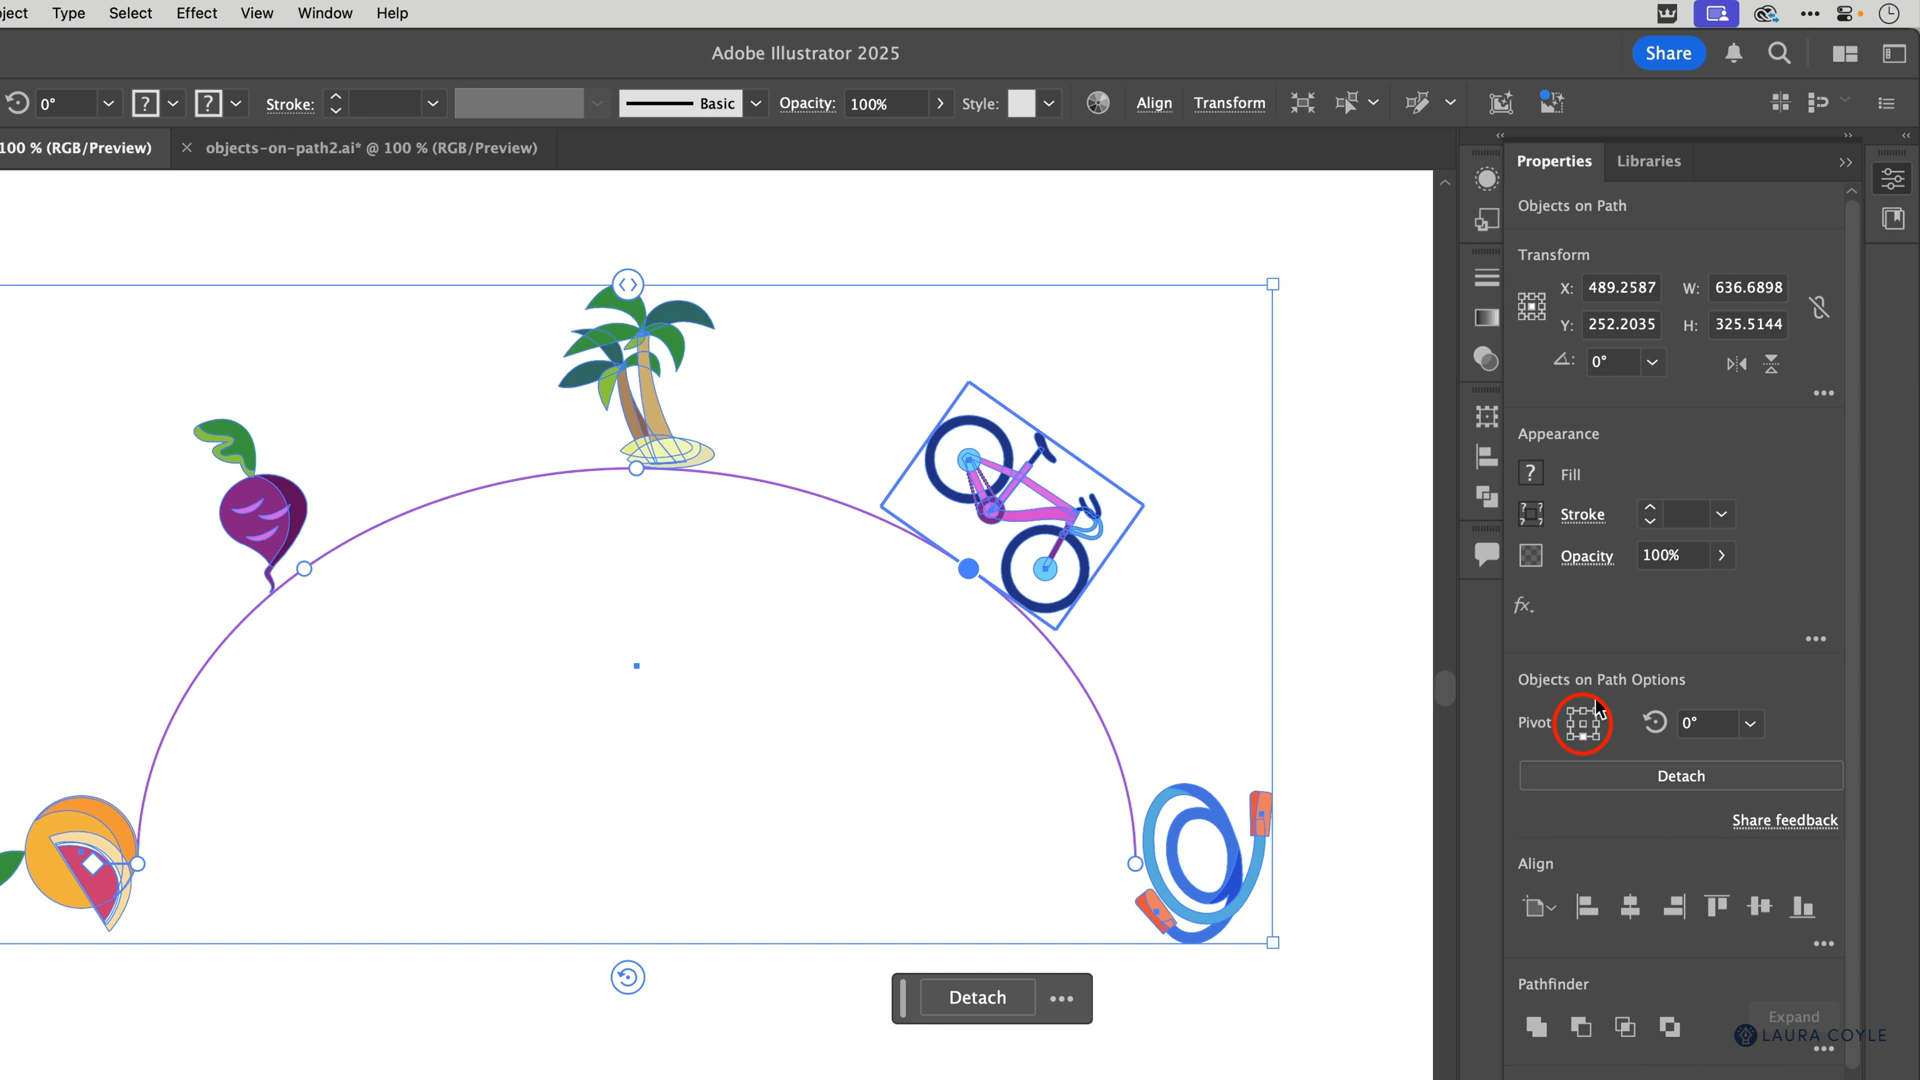 ject Type Select Effect View Window Help
Adobe Illustrator 2025
Share
0° ? ? Stroke: Basic Opacity: 100% Style: Align Transform
100 % (RGB/Preview) × objects-on-path2.ai* @ 100 % (RGB/Preview)
Properties Libraries
Objects on Path
Transform
X: 489.2587 W: 636.6898
Y: 252.2035 H: 325.5144
0°
Appearance
? Fill
Stroke
Opacity 100%
fx.
Objects on Path Options
Pivot 0°
Detach
Share feedback
Align
Detach
Pathfinder
Expand
LAURA COYLE